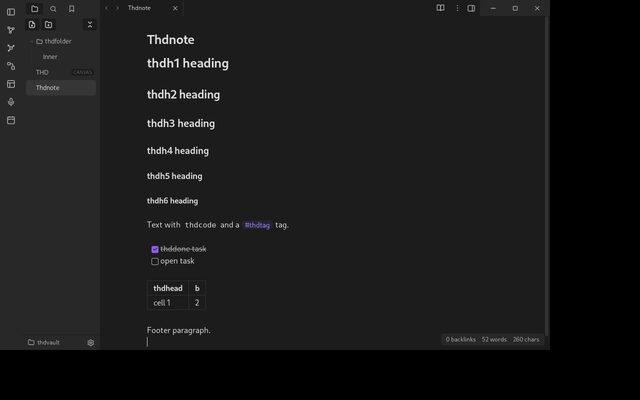 Thdnote
thdfolder
Inner
THD CANVAS
Thdnote
thdvault
Thdnote
thdh1 heading
thdh2 heading
thdh3 heading
thdh4 heading
thdh5 heading
thdh6 heading
Text with thdcode and a #thdtag tag.
thddone task
open task
thdhead b
cell 1 2
Footer paragraph.
0 backlinks 52 words 260 chars